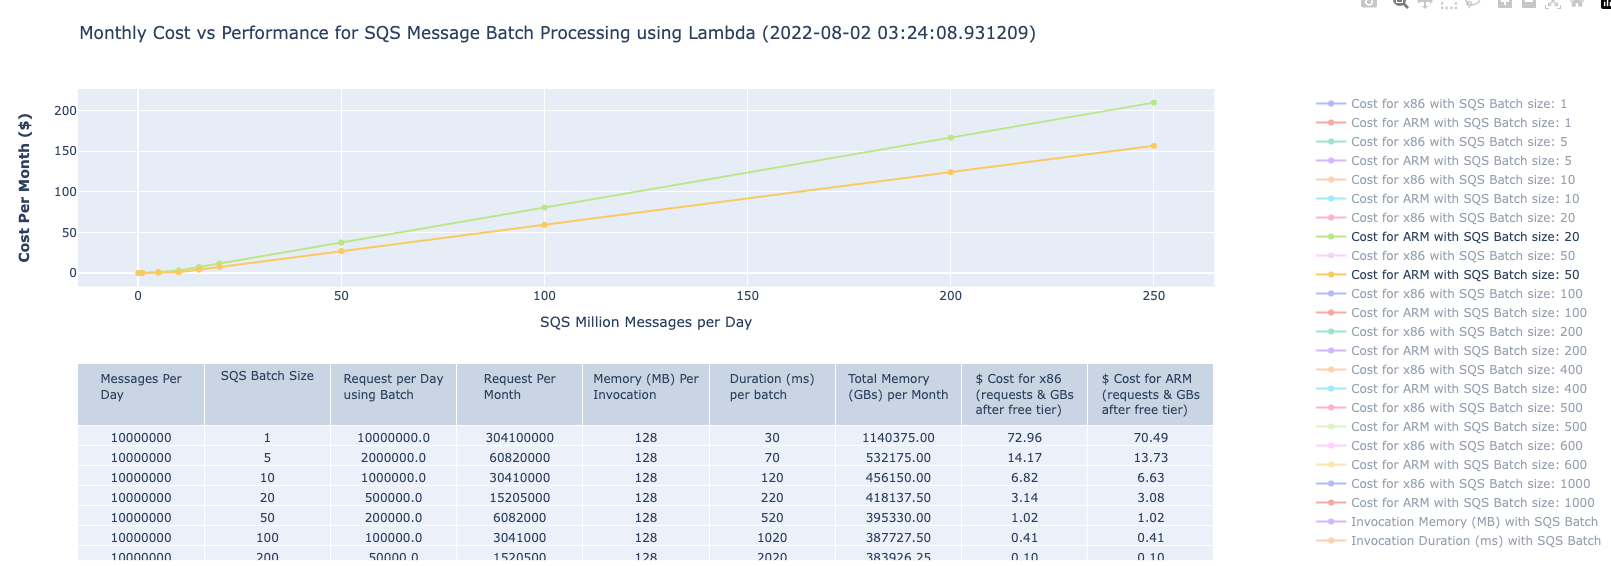 Monthly Cost vs Performance for SQS Message Batch Processing using Lambda (2022-08-02 03:24:08.931209)
Cost Per Month ($)
200
150
100
50
0
0 50 100 150 200 250
SQS Million Messages per Day
Cost for x86 with SQS Batch size: 1
Cost for ARM with SQS Batch size: 1
Cost for x86 with SQS Batch size: 5
Cost for ARM with SQS Batch size: 5
Cost for x86 with SQS Batch size: 10
Cost for ARM with SQS Batch size: 10
Cost for x86 with SQS Batch size: 20
Cost for ARM with SQS Batch size: 20
Cost for x86 with SQS Batch size: 50
Cost for ARM with SQS Batch size: 50
Cost for x86 with SQS Batch size: 100
Cost for ARM with SQS Batch size: 100
Cost for x86 with SQS Batch size: 200
Cost for ARM with SQS Batch size: 200
Cost for x86 with SQS Batch size: 400
Cost for ARM with SQS Batch size: 400
Cost for x86 with SQS Batch size: 500
Cost for ARM with SQS Batch size: 500
Cost for x86 with SQS Batch size: 600
Cost for ARM with SQS Batch size: 600
Cost for x86 with SQS Batch size: 1000
Cost for ARM with SQS Batch size: 1000
Invocation Memory (MB) with SQS Batch
Invocation Duration (ms) with SQS Batch
Messages Per
Day
SQS Batch Size
Request per Day
using Batch
Request Per
Month
Memory (MB) Per
Invocation
Duration (ms)
per batch
Total Memory
(GBs) per Month
$ Cost for x86
(requests & GBs
after free tier)
$ Cost for ARM
(requests & GBs
after free tier)
10000000 1 10000000.0 304100000 128 30 1140375.00 72.96 70.49
10000000 5 2000000.0 60820000 128 70 532175.00 14.17 13.73
10000000 10 1000000.0 30410000 128 120 456150.00 6.82 6.63
10000000 20 500000.0 15205000 128 220 418137.50 3.14 3.08
10000000 50 200000.0 6082000 128 520 395330.00 1.02 1.02
10000000 100 100000.0 3041000 128 1020 387727.50 0.41 0.41
10000000 200 50000.0 1520500 128 2020 383926.25 0.10 0.10